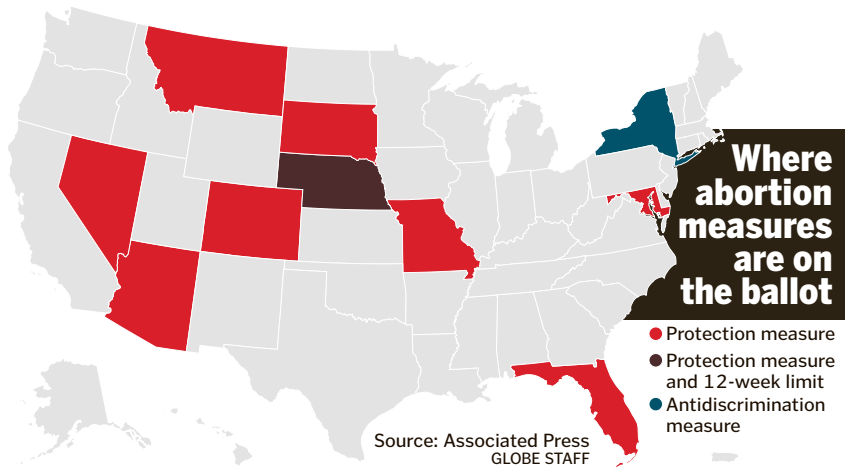 Where
abortion
measures
are on
the ballot
Protection measure
Protection measure
and 12-week limit
Antidiscrimination
measure
Source: Associated Press
GLOBE STAFF